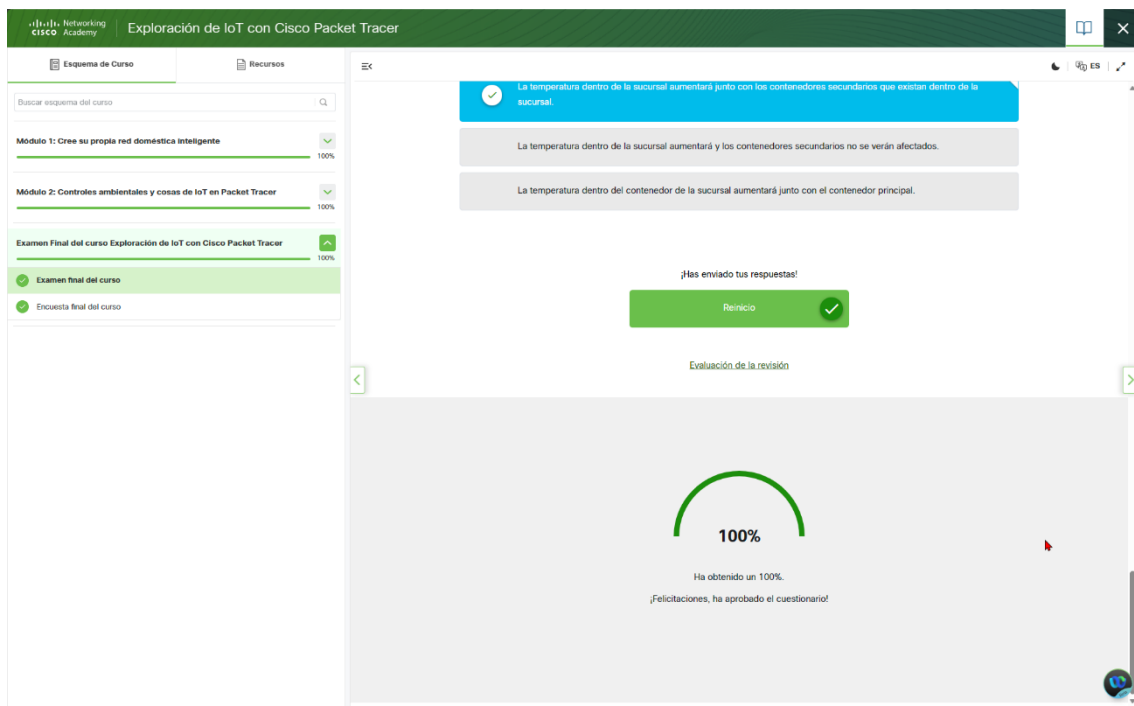 Networking
CISCO Academy
Exploración de IoT con Cisco Packet Tracer
Esquema de Curso
Recursos
Buscar esquema del curso
Módulo 1: Cree su propia red doméstica inteligente
100%
Módulo 2: Controles ambientales y cosas de IoT en Packet Tracer
100%
Examen Final del curso Exploración de IoT con Cisco Packet Tracer
100%
Examen final del curso
Encuesta final del curso
ES
La temperatura dentro de la sucursal aumentará junto con los contenedores secundarios que existan dentro de la
sucursal.
La temperatura dentro de la sucursal aumentará y los contenedores secundarios no se verán afectados.
La temperatura dentro del contenedor de la sucursal aumentará junto con el contenedor principal.
¡Has enviado tus respuestas!
Reinicio
Evaluación de la revisión
100%
Ha obtenido un 100%.
¡Felicitaciones, ha aprobado el cuestionario!